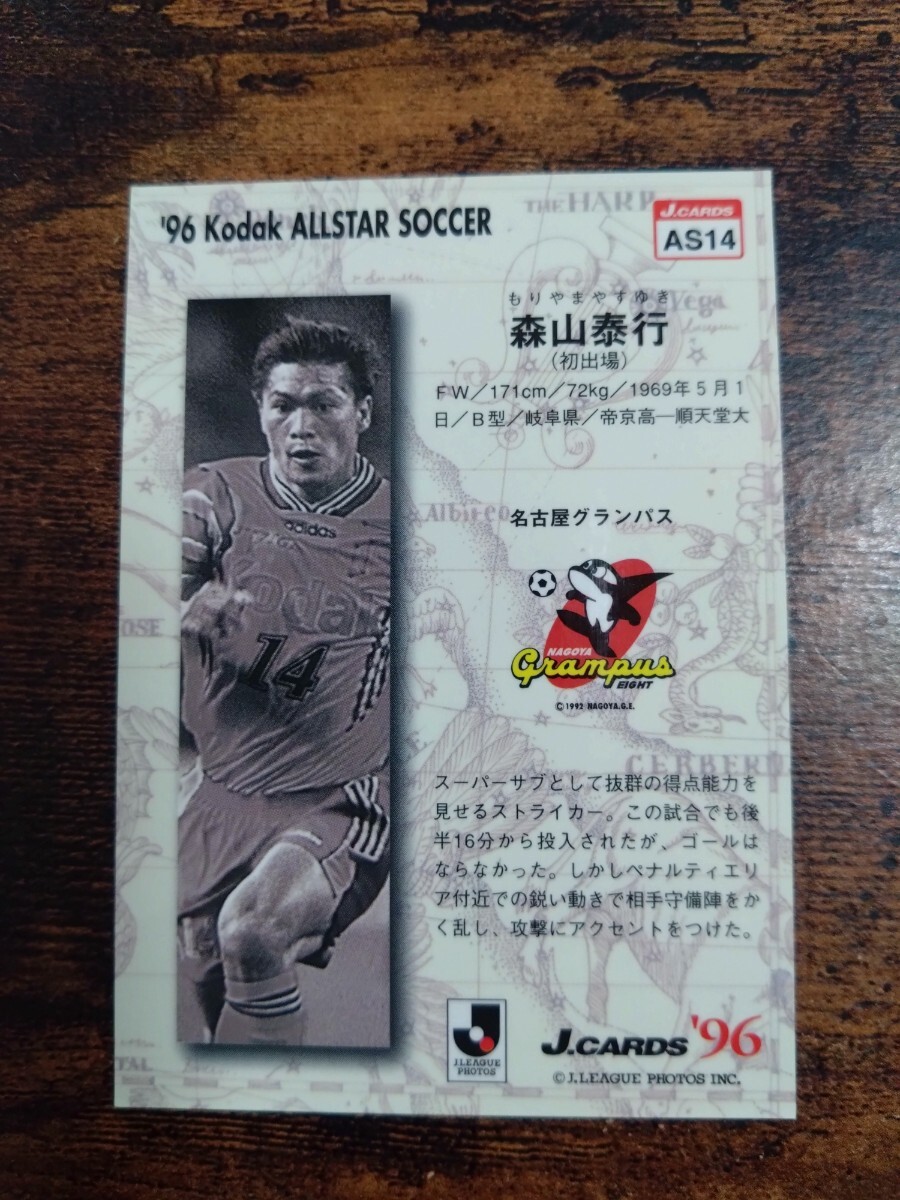 '96 Kodak ALLSTAR SOCCER
THE HARP
J.CARDS
AS14
Vega
もりやまやすゆき
森山泰行
(初出場)
FW/171cm/72kg/1969年5月1
日/B型/岐阜県/帝京高―順天堂大
adidas
14
Albireo
名古屋グランパス
NAGOYA
Grampus
EIGHT
©1992 NAGOYA.G.E.
CERBER
スーパーサブとして抜群の得点能力を
見せるストライカー。この試合でも後
半16分から投入されたが、ゴールは
ならなかった。しかしペナルティエリ
ア付近での鋭い動きで相手守備陣をか
く乱し、攻撃にアクセントをつけた。
J.LEAGUE
PHOTOS
J.CARDS '96
©J.LEAGUE PHOTOS INC.